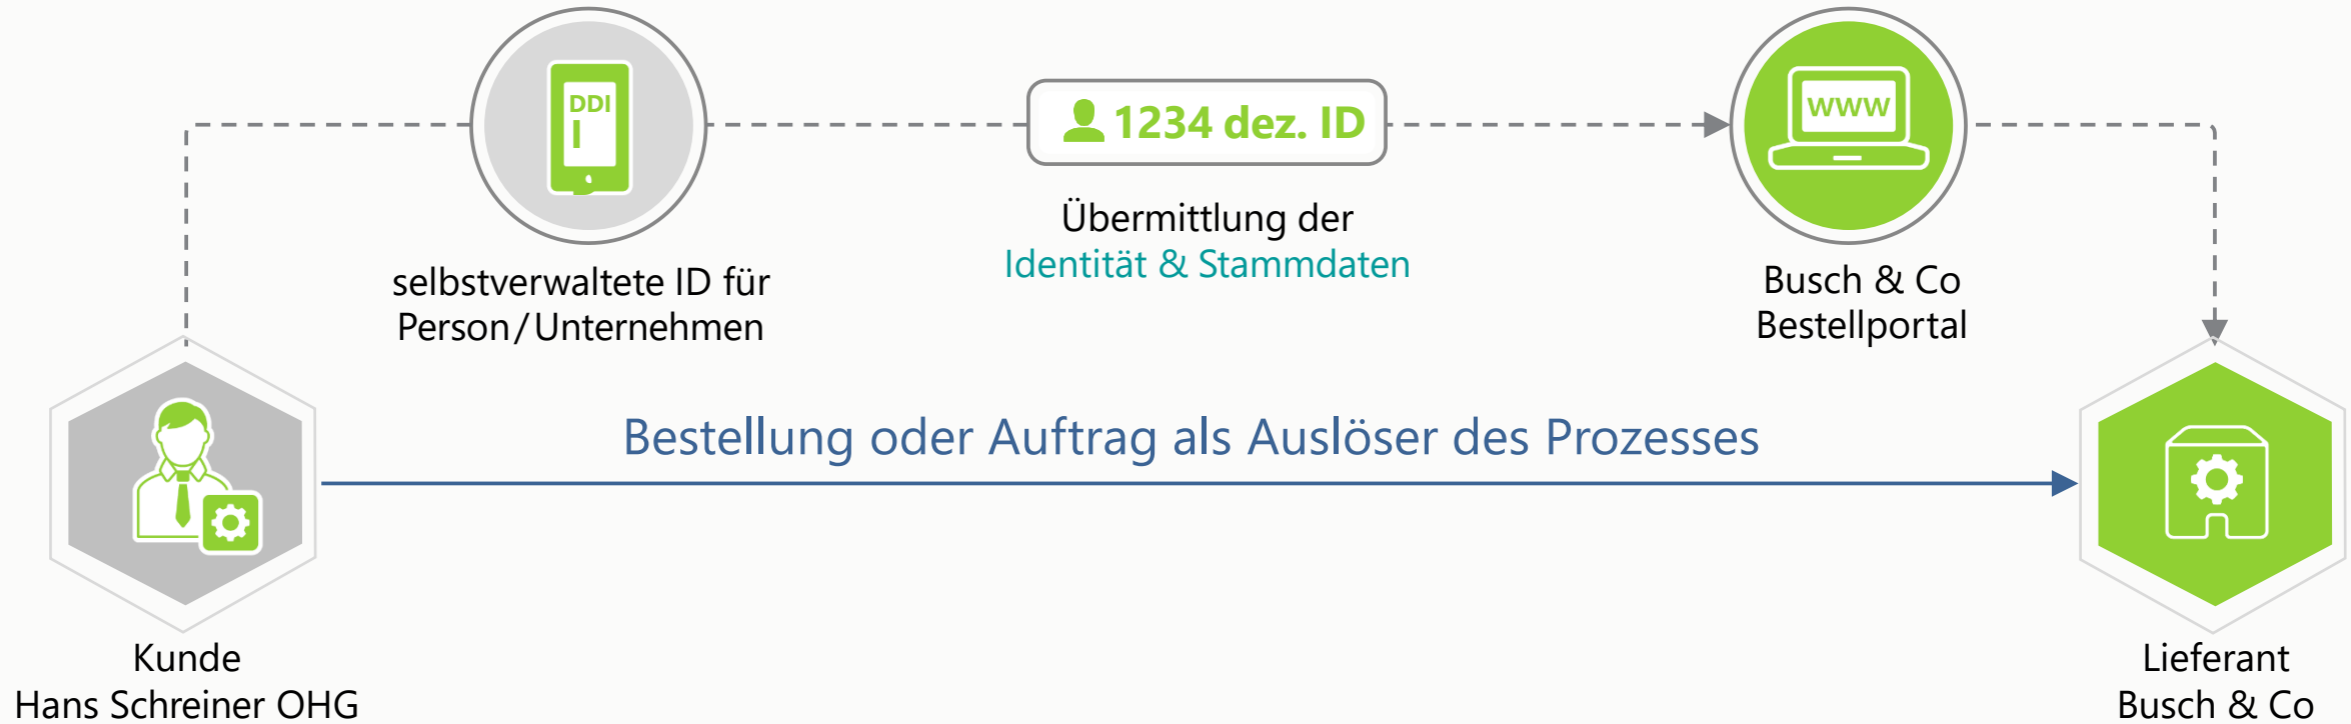 DDI
I
1234 dez. ID
www
Übermittlung der
Identität & Stammdaten
selbstverwaltete ID für
Person/Unternehmen
Busch & Co
Bestellportal
Bestellung oder Auftrag als Auslöser des Prozesses
Kunde
Hans Schreiner OHG
Lieferant
Busch & Co